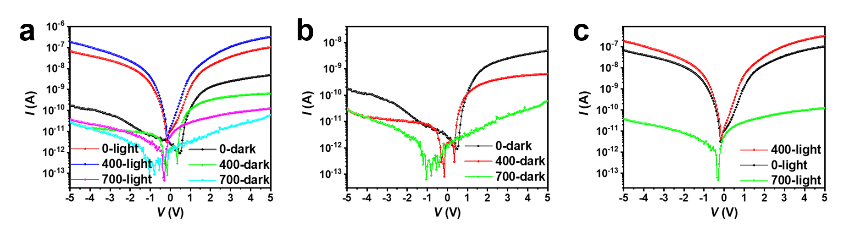 a
I (A)
10^-6
10^-7
10^-8
10^-9
10^-10
10^-11
10^-12
10^-13
0-light 0-dark
400-light 400-dark
700-light 700-dark
-5 -4 -3 -2 -1 0 1 2 3 4 5
V (V)
b
I (A)
10^-8
10^-9
10^-10
10^-11
10^-12
10^-13
0-dark
400-dark
700-dark
-5 -4 -3 -2 -1 0 1 2 3 4 5
V (V)
c
I (A)
10^-7
10^-8
10^-9
10^-10
10^-11
10^-12
10^-13
400-light
0-light
700-light
-5 -4 -3 -2 -1 0 1 2 3 4 5
V (V)